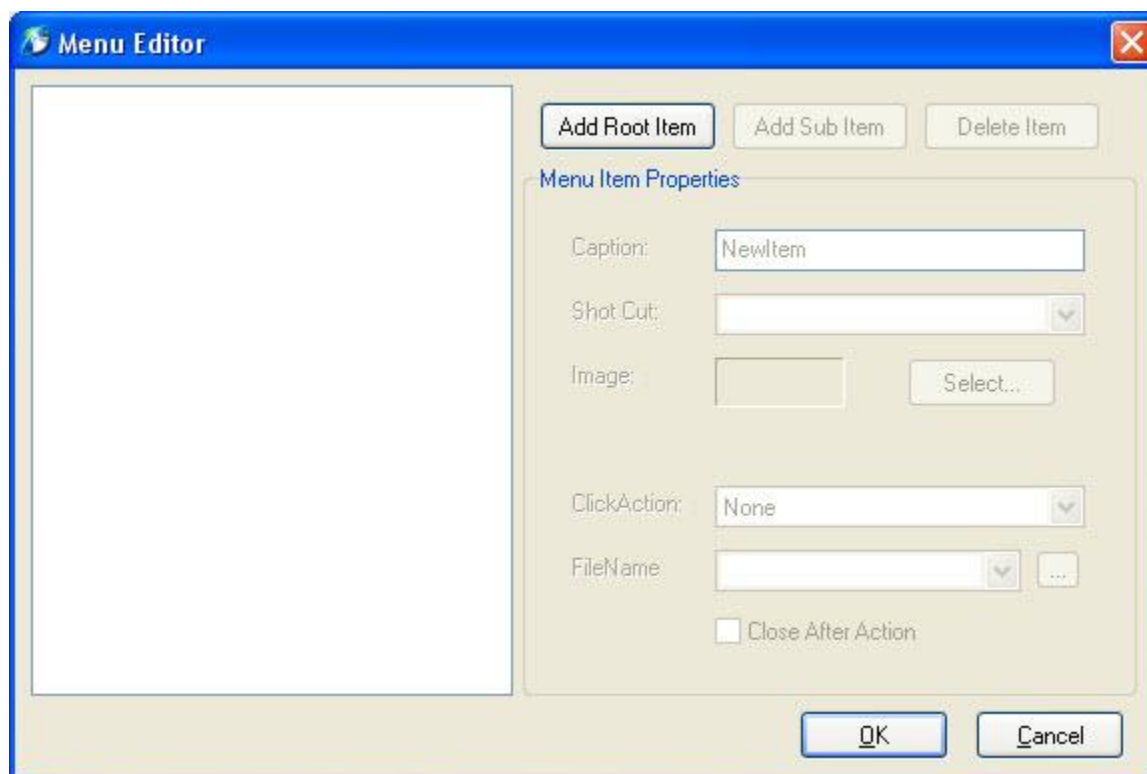 Menu Editor
Add Root Item Add Sub Item Delete Item
Menu Item Properties
Caption: NewItem
Shot Cut:
Image: Select...
ClickAction: None
FileName ...
Close After Action
OK Cancel